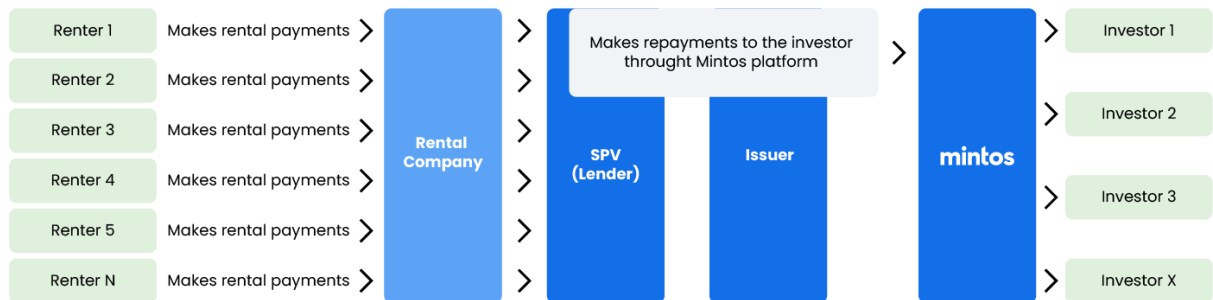 Renter 1
Makes rental payments
Renter 2
Makes rental payments
Renter 3
Makes rental payments
Renter 4
Makes rental payments
Renter 5
Makes rental payments
Renter N
Makes rental payments
Rental
Company
SPV
(Lender)
Makes repayments to the investor
throught Mintos platform
Issuer
mintos
Investor 1
Investor 2
Investor 3
Investor X